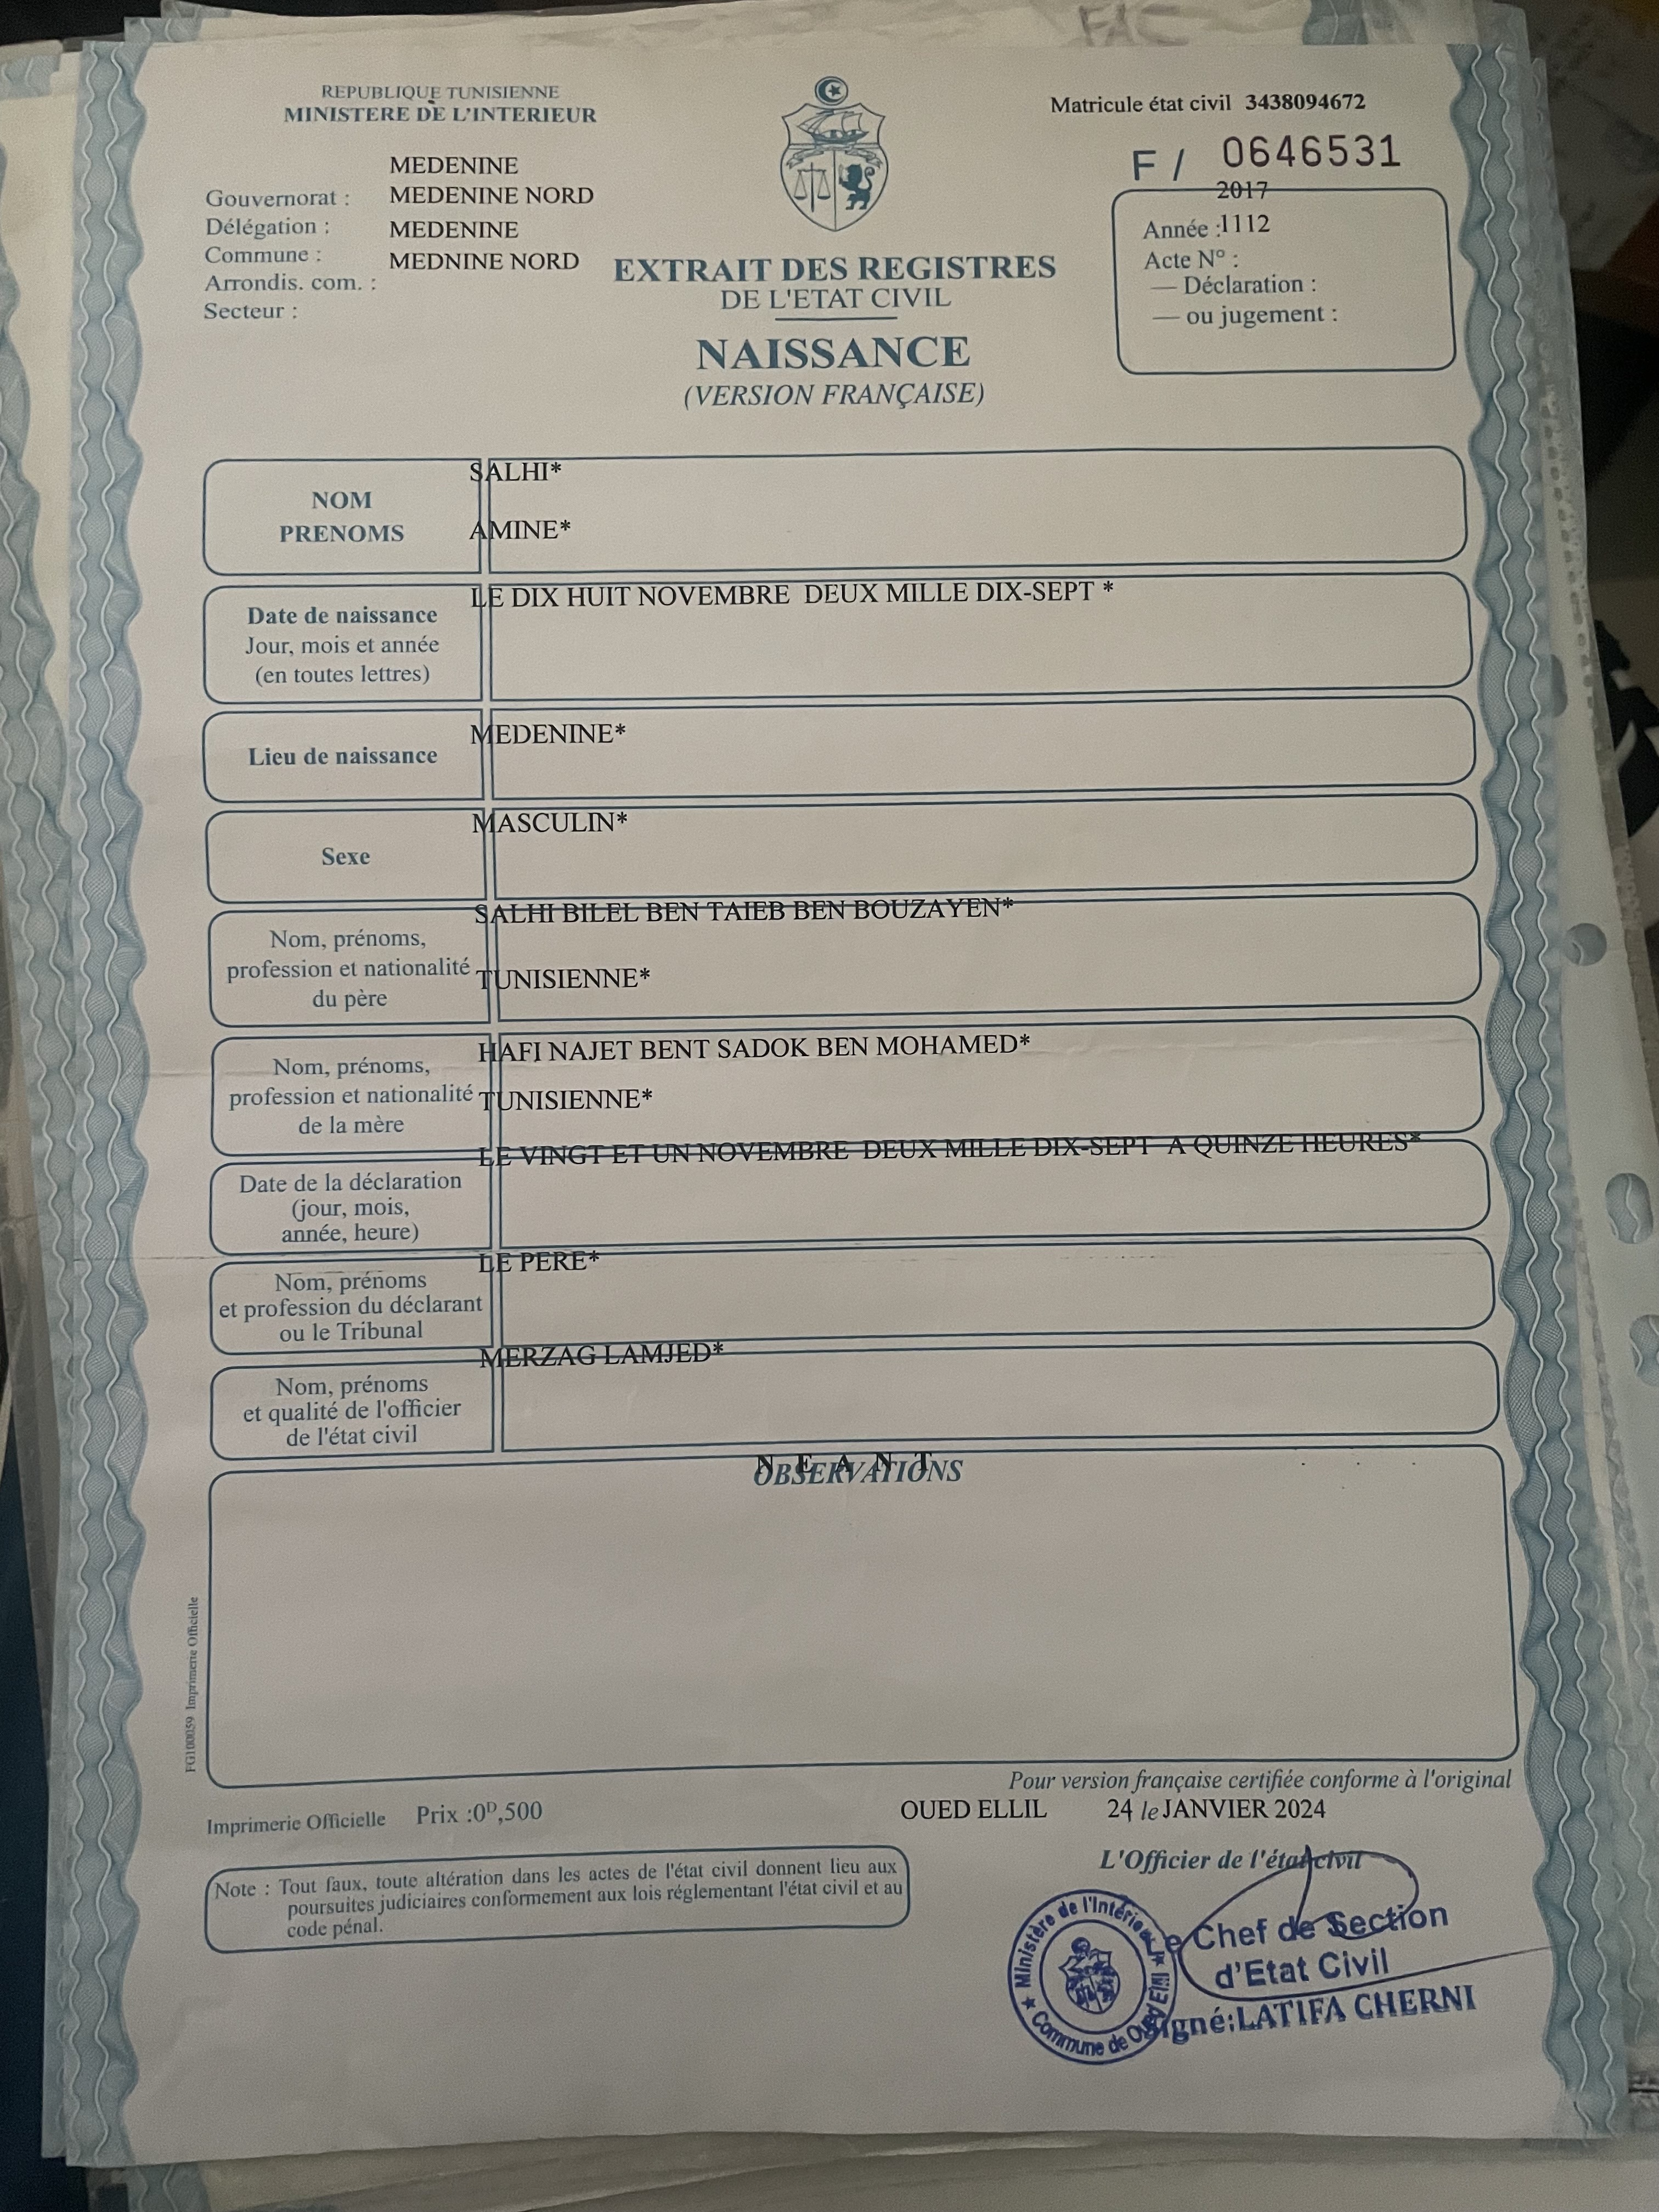 FAC
REPUBLIQUE TUNISIENNE
MINISTERE DE L'INTERIEUR
Matricule état civil 3438094672
F / 0646531
MEDENINE
Gouvernorat : MEDENINE NORD
Délégation : MEDENINE
Commune : MEDNINE NORD
Arrondis. com. :
Secteur :
2017
Année :1112
Acte N° :
— Déclaration :
— ou jugement :
EXTRAIT DES REGISTRES
DE L'ETAT CIVIL
NAISSANCE
(VERSION FRANÇAISE)
NOM
PRENOMS
SALHI*
AMINE*
Date de naissance
Jour, mois et année
(en toutes lettres)
LE DIX HUIT NOVEMBRE DEUX MILLE DIX-SEPT *
Lieu de naissance
MEDENINE*
Sexe
MASCULIN*
Nom, prénoms,
profession et nationalité
du père
SALHI BILEL BEN TAIEB BEN BOUZAYEN*
TUNISIENNE*
Nom, prénoms,
profession et nationalité
de la mère
HAFI NAJET BENT SADOK BEN MOHAMED*
TUNISIENNE*
Date de la déclaration
(jour, mois,
année, heure)
LE VINGT ET UN NOVEMBRE DEUX MILLE DIX-SEPT A QUINZE HEURES*
Nom, prénoms
et profession du déclarant
ou le Tribunal
LE PERE*
Nom, prénoms
et qualité de l'officier
de l'état civil
MERZAG LAMJED*
N E A N T
OBSERVATIONS
FG100059 Imprimerie Officielle
Pour version française certifiée conforme à l'original
Imprimerie Officielle Prix :0ᴰ,500
OUED ELLIL 24 le JANVIER 2024
L'Officier de l'état civil
Note : Tout faux, toute altération dans les actes de l'état civil donnent lieu aux
poursuites judiciaires conformement aux lois réglementant l'état civil et au
code pénal.
Ministère de l'Intérieur ★ Commune de Oued Ellil ★
Le Chef de Section
d'Etat Civil
Signé:LATIFA CHERNI